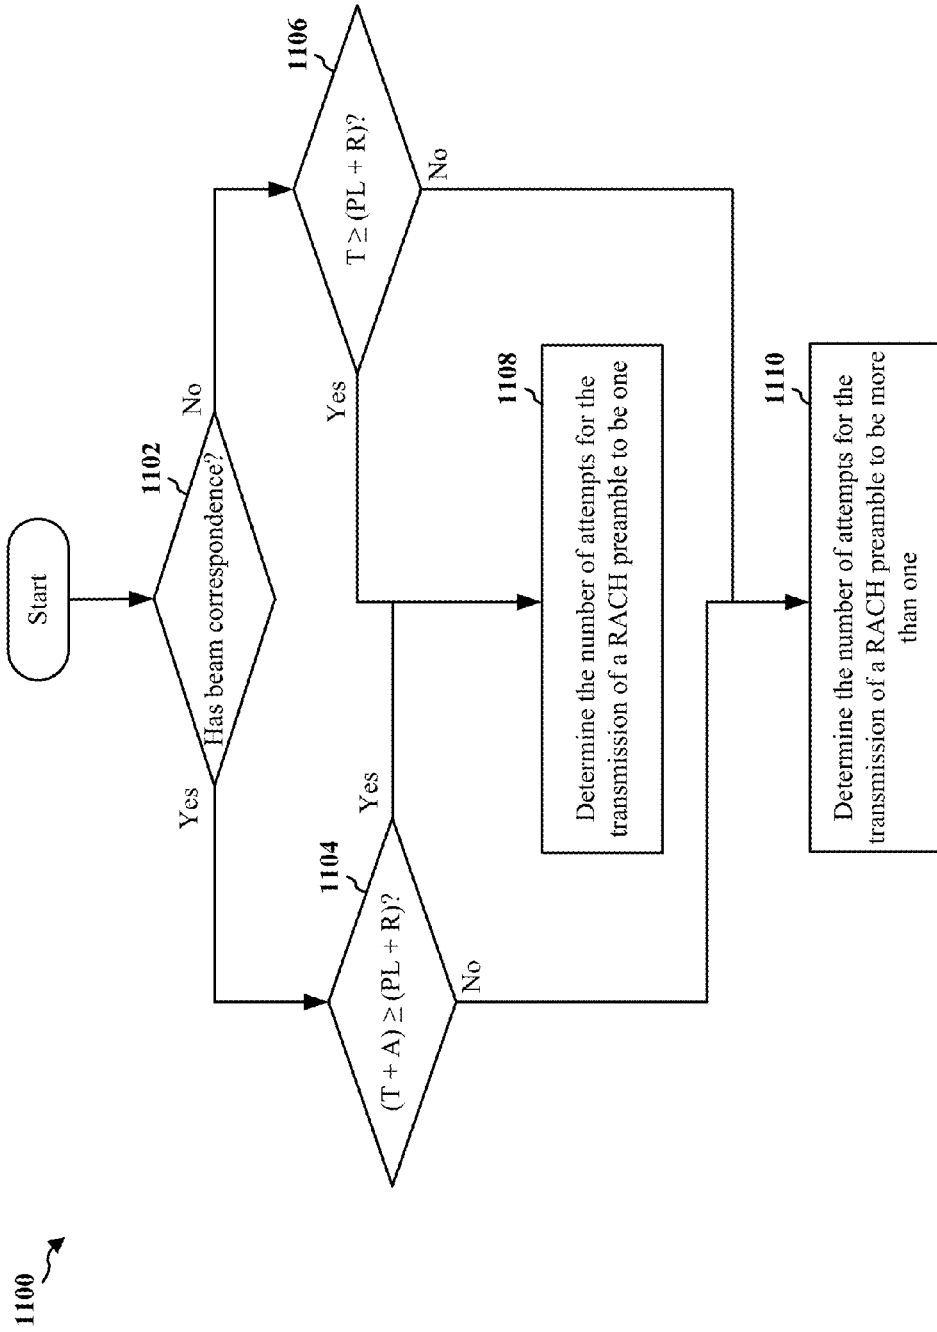 1100
Start
1102
Has beam correspondence?
Yes
No
1104
(T + A) ≥ (PL + R)?
Yes
No
1106
T ≥ (PL + R)?
Yes
No
1108
Determine the number of attempts for the
transmission of a RACH preamble to be one
1110
Determine the number of attempts for the
transmission of a RACH preamble to be more
than one